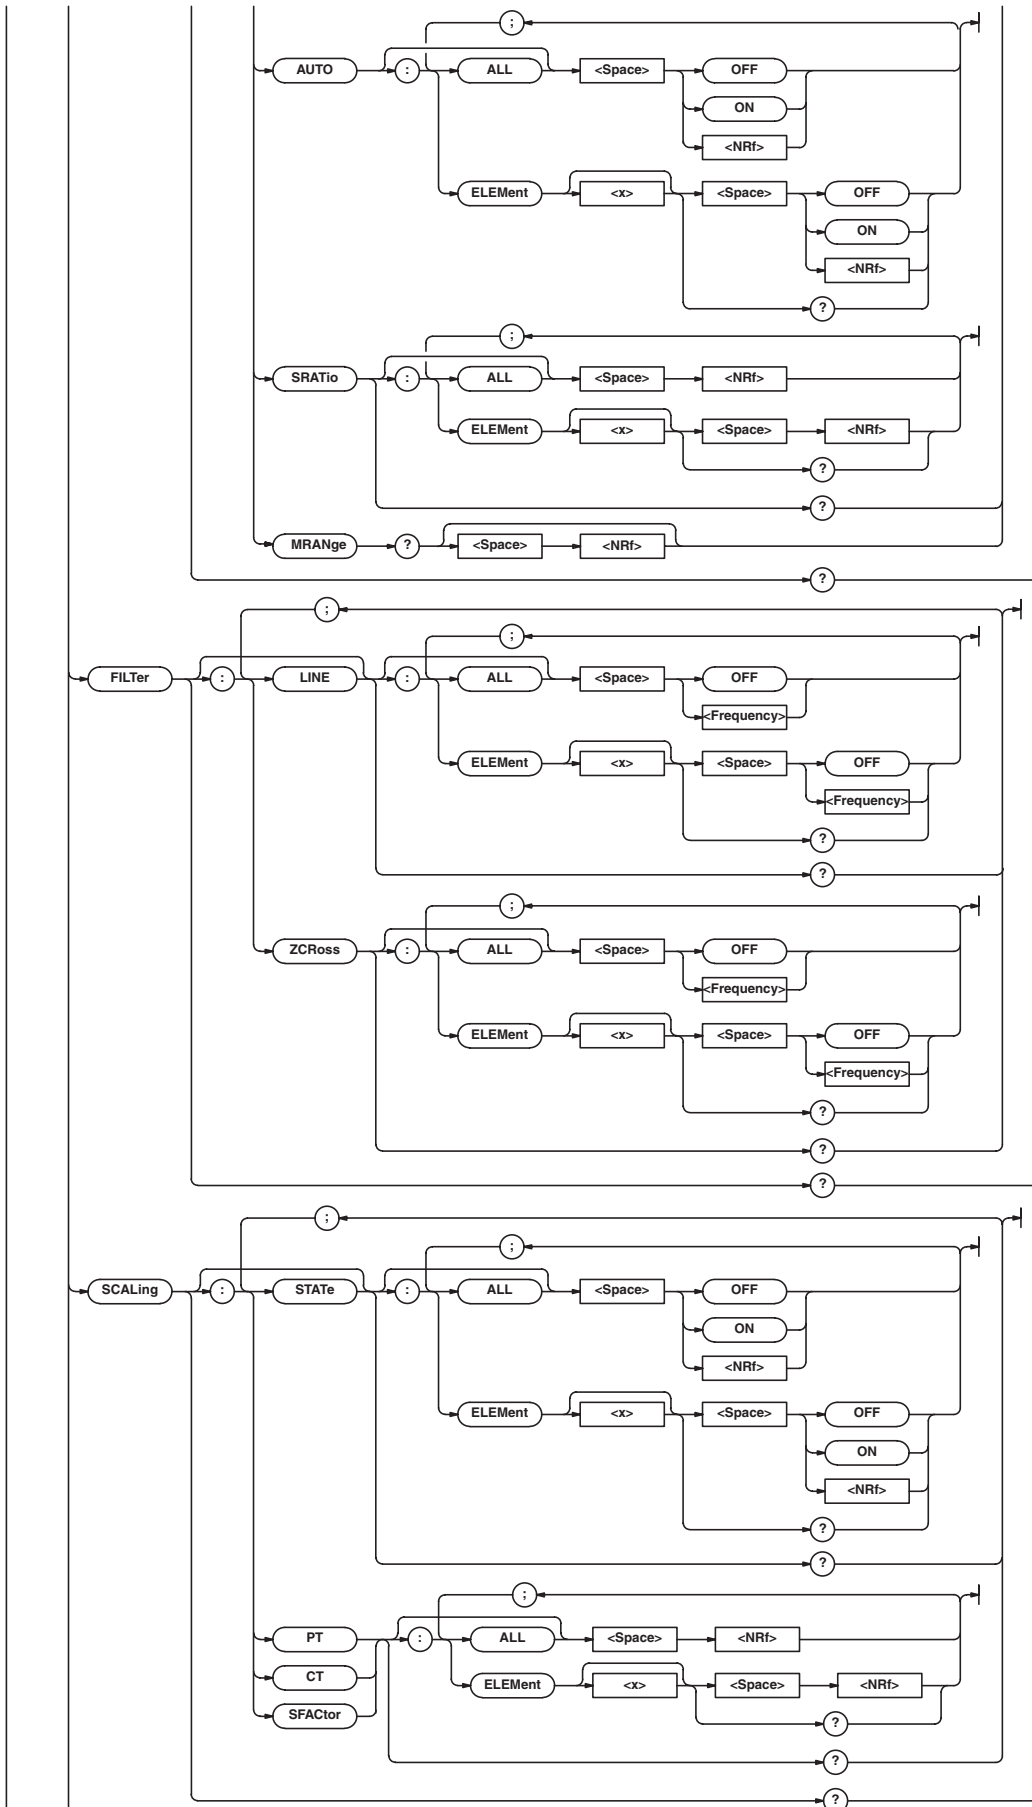 ;
AUTO : ALL <Space> OFF
ON
<NRf>
ELEMent <x> <Space> OFF
ON
<NRf>
?
;
SRATio : ALL <Space> <NRf>
ELEMent <x> <Space> <NRf>
?
?
MRANge ? <Space> <NRf>
?
;
;
FILTer : LINE : ALL <Space> OFF
<Frequency>
ELEMent <x> <Space> OFF
<Frequency>
?
?
;
ZCRoss : ALL <Space> OFF
<Frequency>
ELEMent <x> <Space> OFF
<Frequency>
?
?
?
;
;
SCALing : STATe : ALL <Space> OFF
ON
<NRf>
ELEMent <x> <Space> OFF
ON
<NRf>
?
?
;
PT : ALL <Space> <NRf>
CT ELEMent <x> <Space> <NRf>
SFACtor ?
?
?